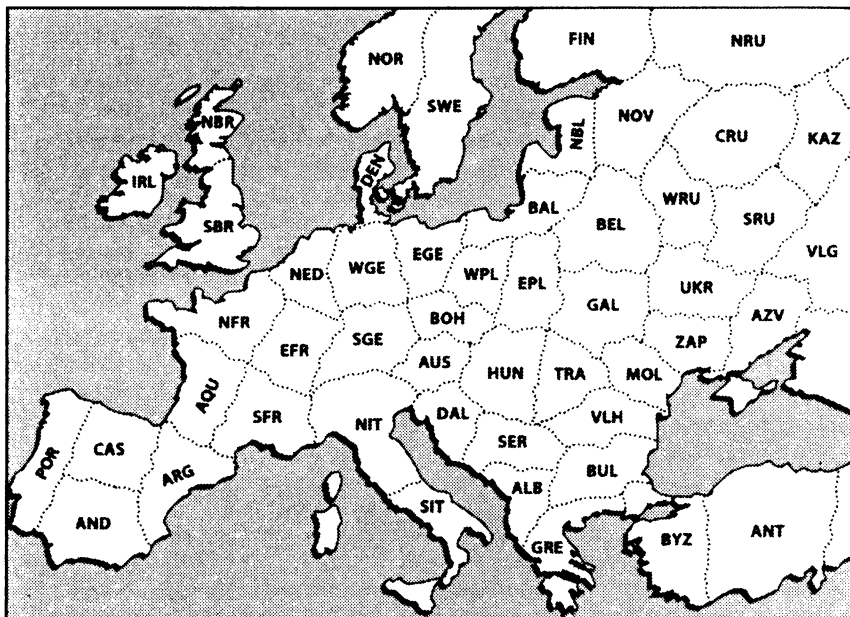 FIN
NRU
NOR
SWE
NBR
NOV
NBL
CRU
KAZ
IRL
DEN
BAL
WRU
SRU
SBR
BEL
VLG
NED
WGE
EGE
WPL
EPL
UKR
GAL
NFR
BOH
AZV
EFR
SGE
ZAP
AUS
HUN
TRA
MOL
AQU
SFR
NIT
DAL
VLH
CAS
POR
SER
ARG
BUL
ALB
AND
SIT
GRE
BYZ
ANT